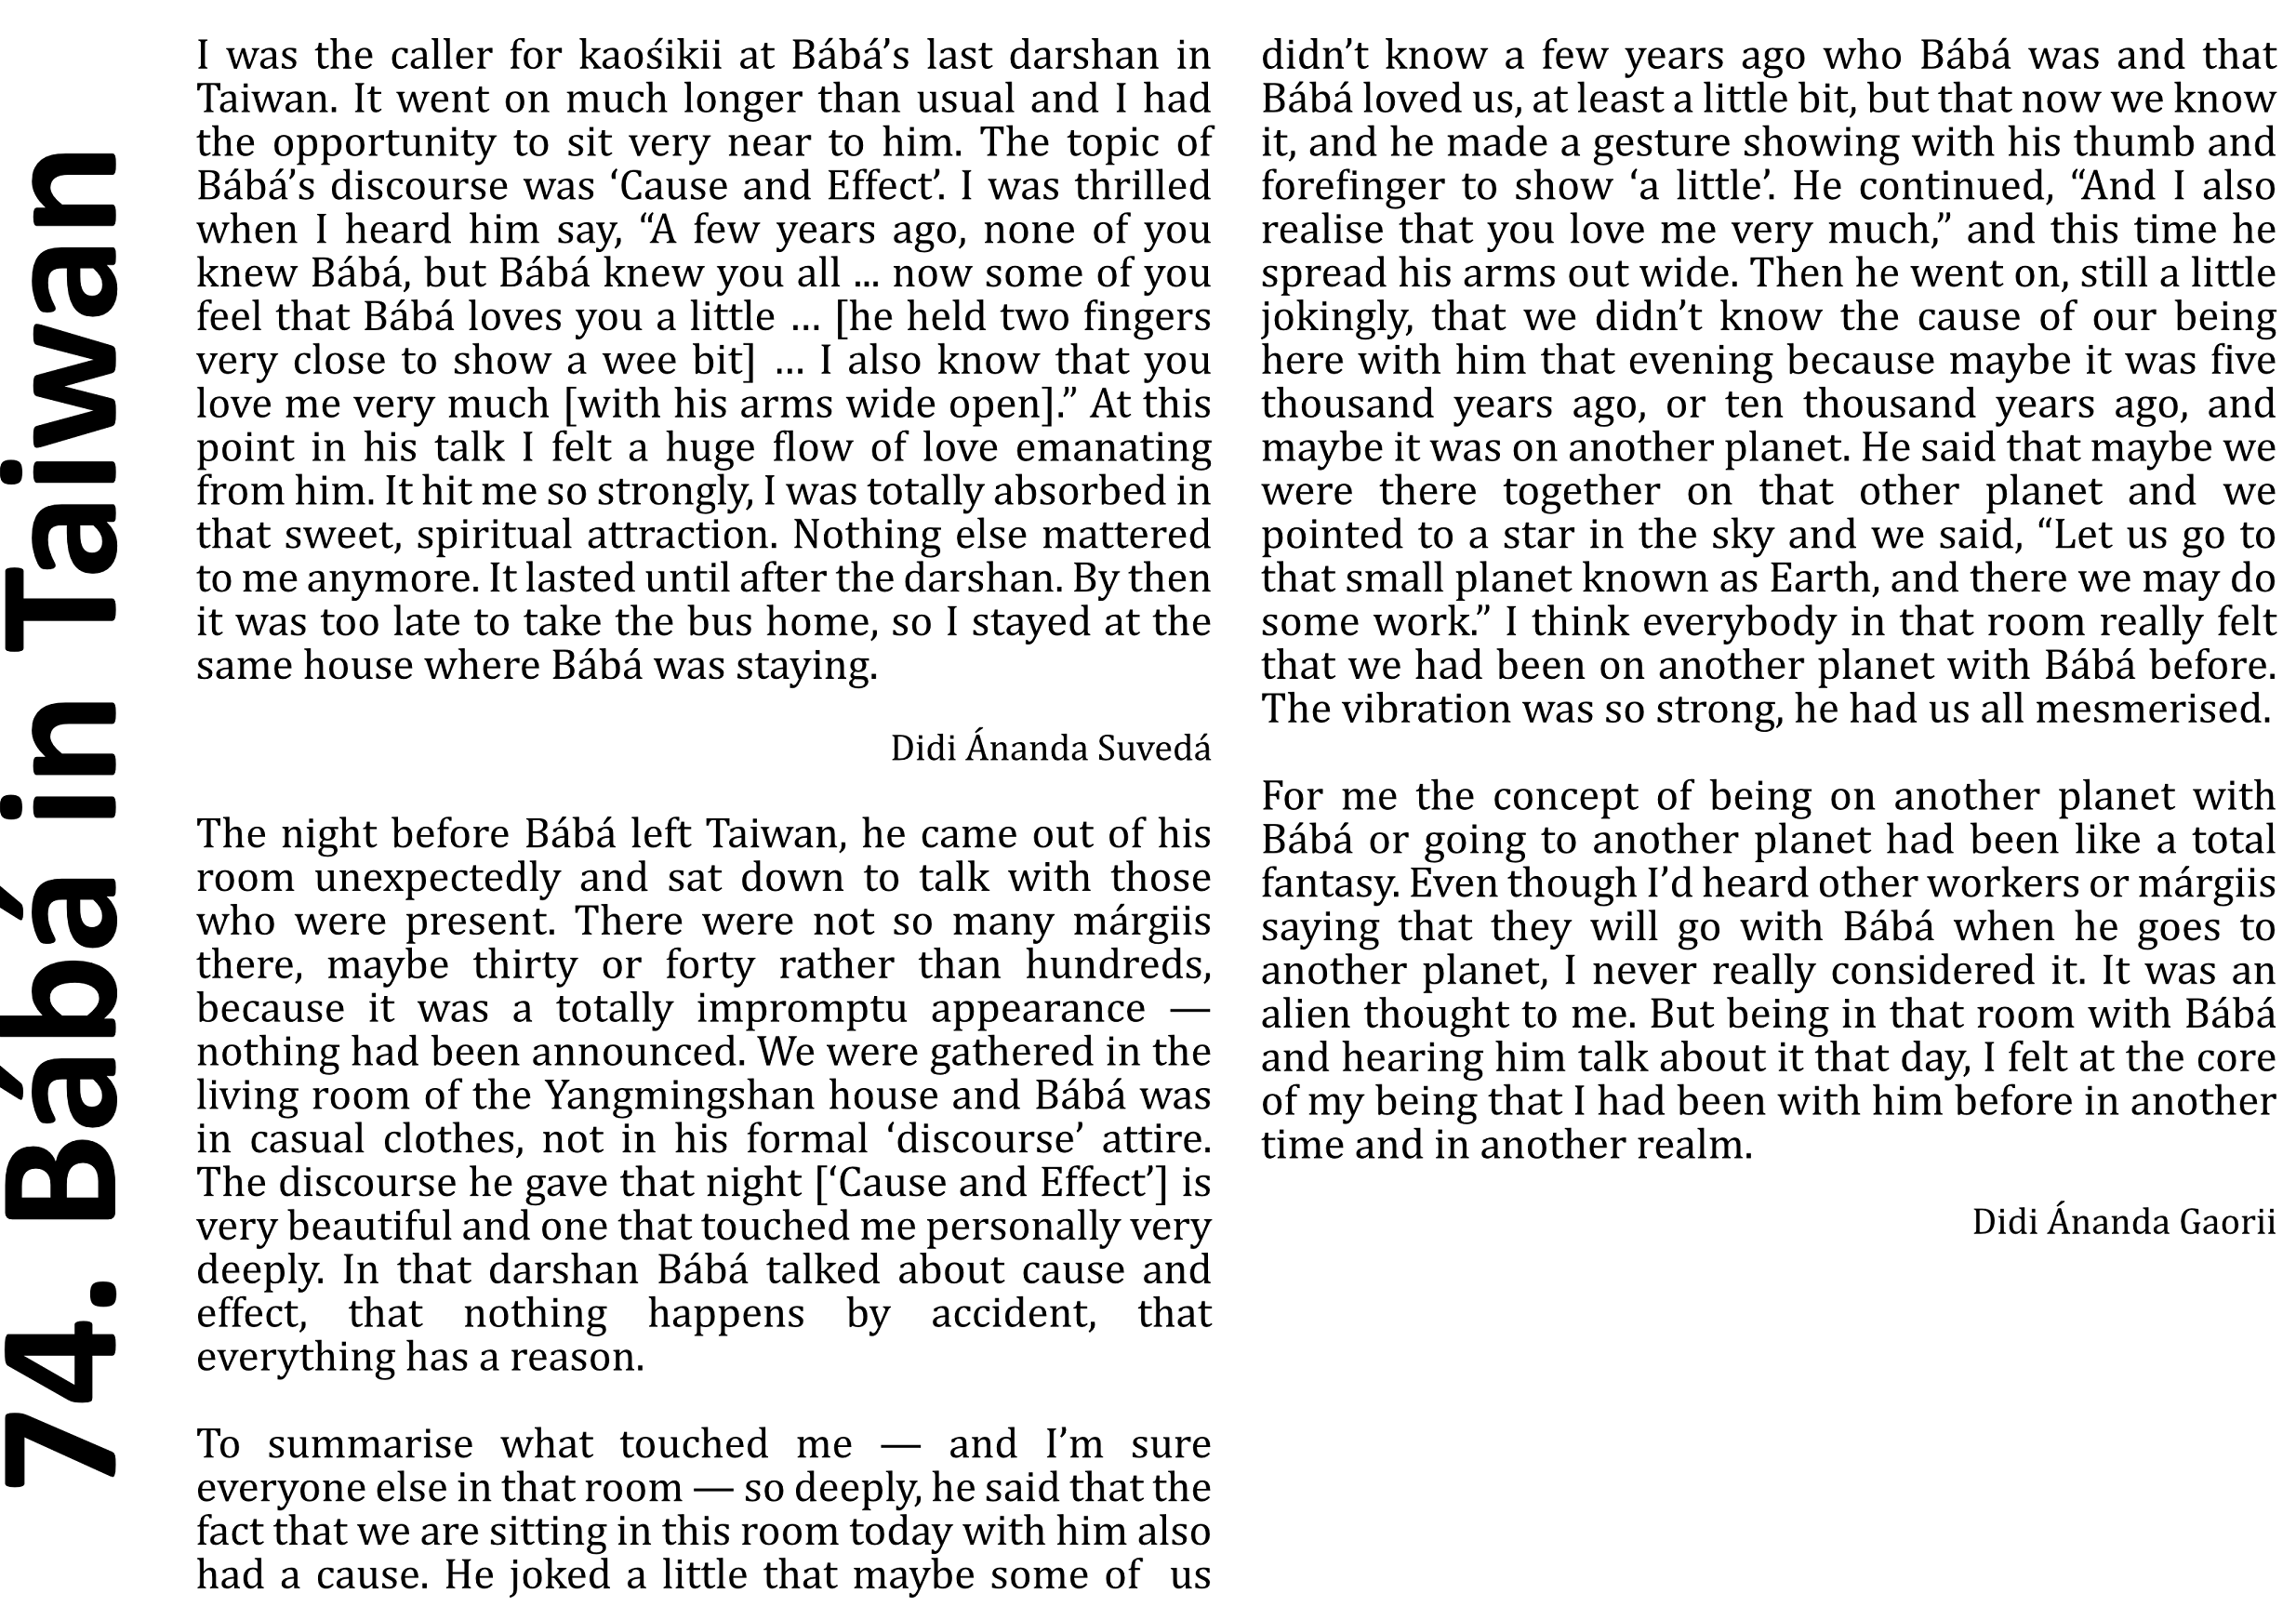 74. Bábá in Taiwan
I was the caller for kaośikii at Bábá’s last darshan in
Taiwan. It went on much longer than usual and I had
the opportunity to sit very near to him. The topic of
Bábá’s discourse was ‘Cause and Effect’. I was thrilled
when I heard him say, “A few years ago, none of you
knew Bábá, but Bábá knew you all ... now some of you
feel that Bábá loves you a little ... [he held two fingers
very close to show a wee bit] ... I also know that you
love me very much [with his arms wide open].” At this
point in his talk I felt a huge flow of love emanating
from him. It hit me so strongly, I was totally absorbed in
that sweet, spiritual attraction. Nothing else mattered
to me anymore. It lasted until after the darshan. By then
it was too late to take the bus home, so I stayed at the
same house where Bábá was staying.
Didi Ánanda Suvedá
The night before Bábá left Taiwan, he came out of his
room unexpectedly and sat down to talk with those
who were present. There were not so many márgiis
there, maybe thirty or forty rather than hundreds,
because it was a totally impromptu appearance —
nothing had been announced. We were gathered in the
living room of the Yangmingshan house and Bábá was
in casual clothes, not in his formal ‘discourse’ attire.
The discourse he gave that night [‘Cause and Effect’] is
very beautiful and one that touched me personally very
deeply. In that darshan Bábá talked about cause and
effect, that nothing happens by accident, that
everything has a reason.
To summarise what touched me — and I’m sure
everyone else in that room — so deeply, he said that the
fact that we are sitting in this room today with him also
had a cause. He joked a little that maybe some of us
didn’t know a few years ago who Bábá was and that
Bábá loved us, at least a little bit, but that now we know
it, and he made a gesture showing with his thumb and
forefinger to show ‘a little’. He continued, “And I also
realise that you love me very much,” and this time he
spread his arms out wide. Then he went on, still a little
jokingly, that we didn’t know the cause of our being
here with him that evening because maybe it was five
thousand years ago, or ten thousand years ago, and
maybe it was on another planet. He said that maybe we
were there together on that other planet and we
pointed to a star in the sky and we said, “Let us go to
that small planet known as Earth, and there we may do
some work.” I think everybody in that room really felt
that we had been on another planet with Bábá before.
The vibration was so strong, he had us all mesmerised.
For me the concept of being on another planet with
Bábá or going to another planet had been like a total
fantasy. Even though I’d heard other workers or márgiis
saying that they will go with Bábá when he goes to
another planet, I never really considered it. It was an
alien thought to me. But being in that room with Bábá
and hearing him talk about it that day, I felt at the core
of my being that I had been with him before in another
time and in another realm.
Didi Ánanda Gaorii